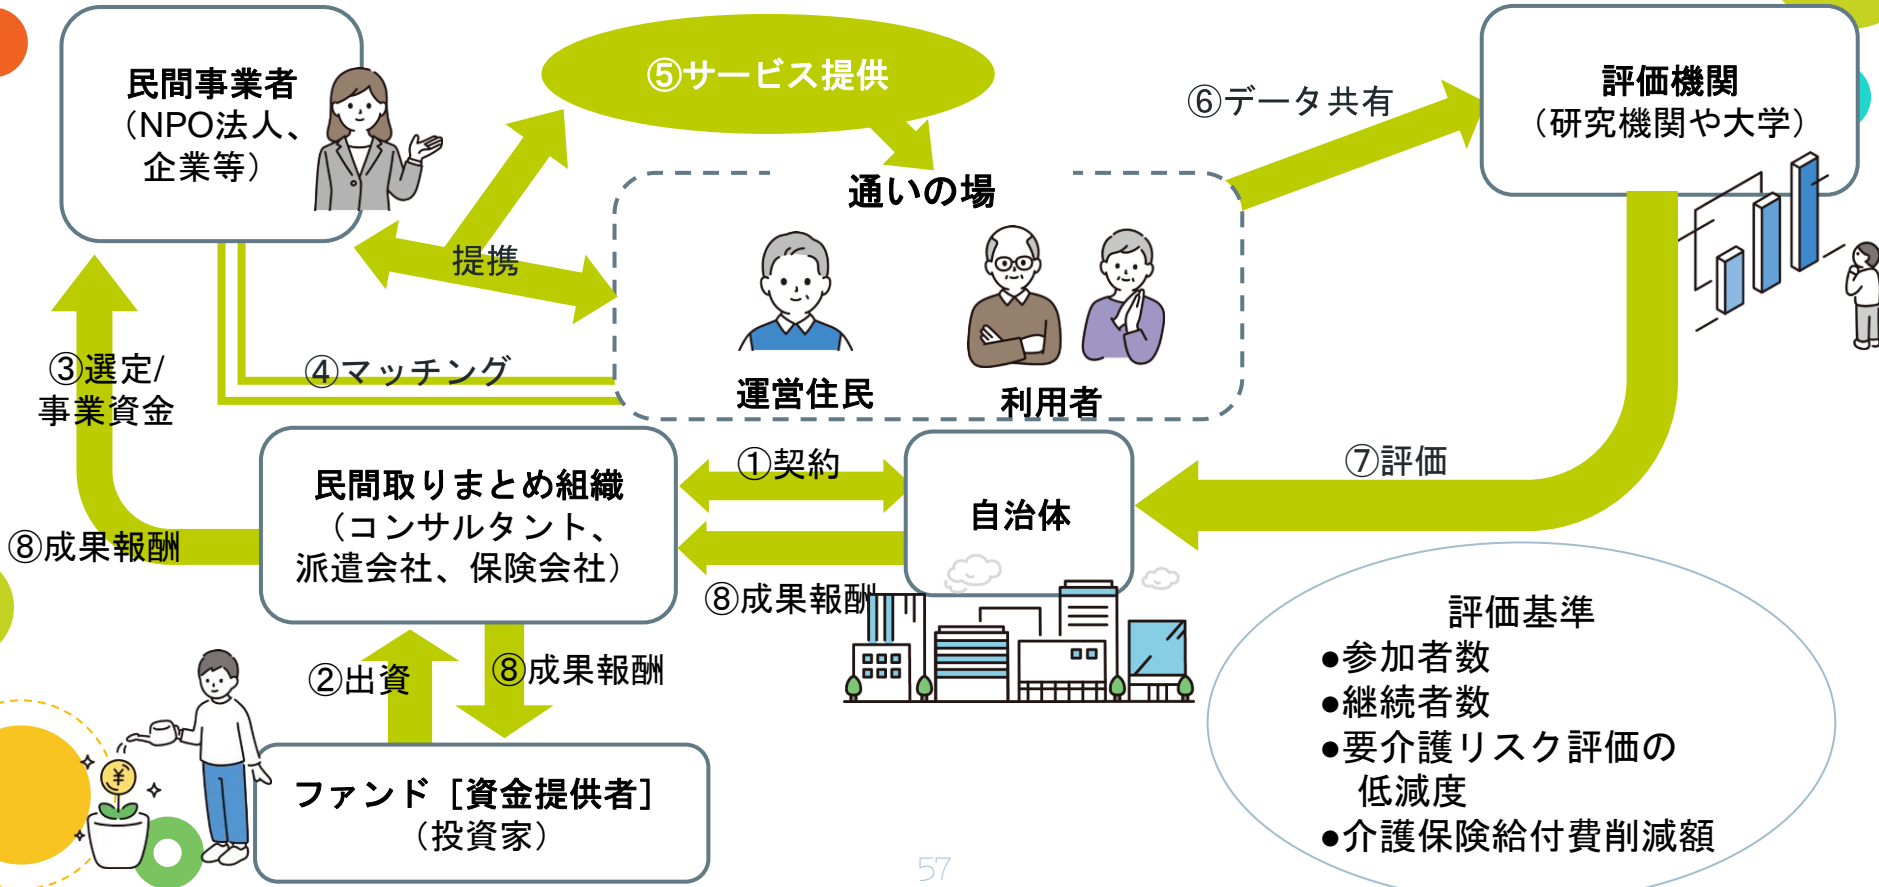 民間事業者
（NPO法人、
企業等）
⑤サービス提供
⑥データ共有
評価機関
（研究機関や大学）
通いの場
提携
運営住民
利用者
③選定/
事業資金
④マッチング
民間取りまとめ組織
（コンサルタント、
派遣会社、保険会社）
①契約
自治体
⑦評価
⑧成果報酬
⑧成果報酬
②出資
⑧成果報酬
ファンド［資金提供者］
（投資家）
¥
評価基準
●参加者数
●継続者数
●要介護リスク評価の
低減度
●介護保険給付費削減額
57